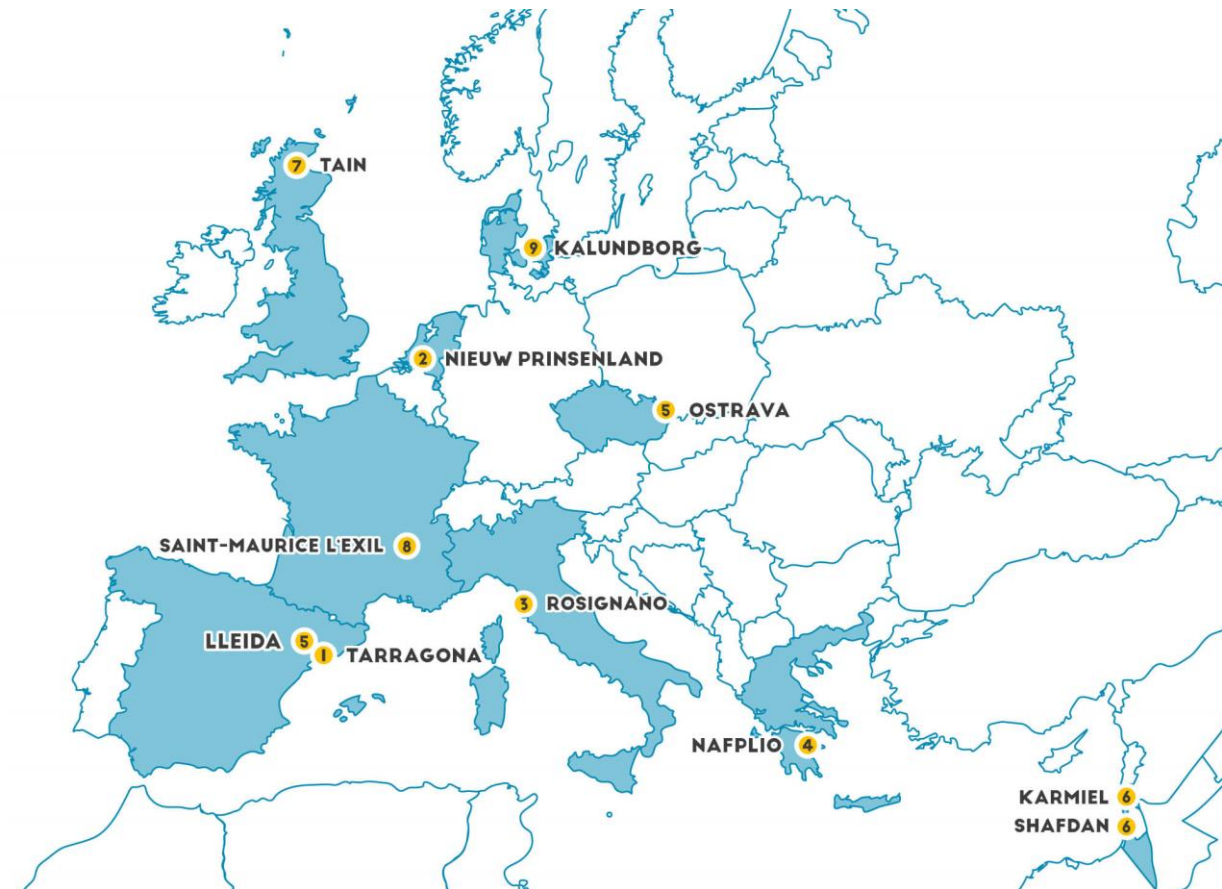 7 TAIN
9 KALUNDBORG
2 NIEUW PRINSENLAND
5 OSTRAVA
SAINT-MAURICE L'EXIL 8
3 ROSIGNANO
LLEIDA 5
1 TARRAGONA
NAFPLIO 4
KARMIEL 6
SHAFDAN 6